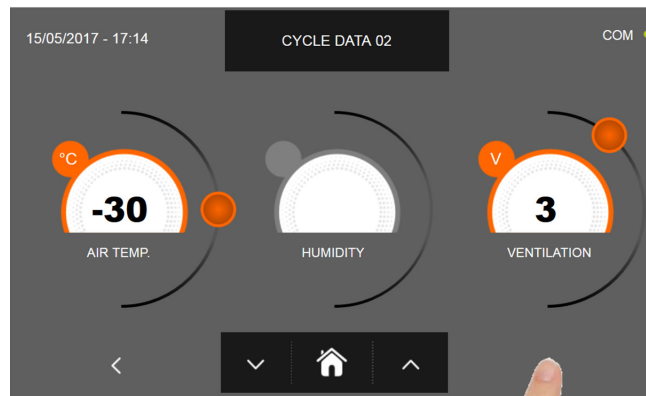 15/05/2017 - 17:14
CYCLE DATA 02
COM
°C
-30
AIR TEMP.
HUMIDITY
V
3
VENTILATION